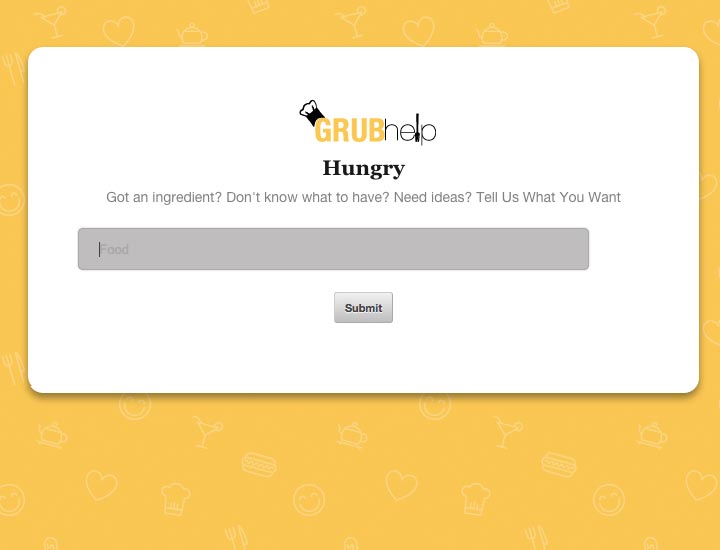 GRUBhelp
Hungry
Got an ingredient? Don't know what to have? Need ideas? Tell Us What You Want
Food
Submit